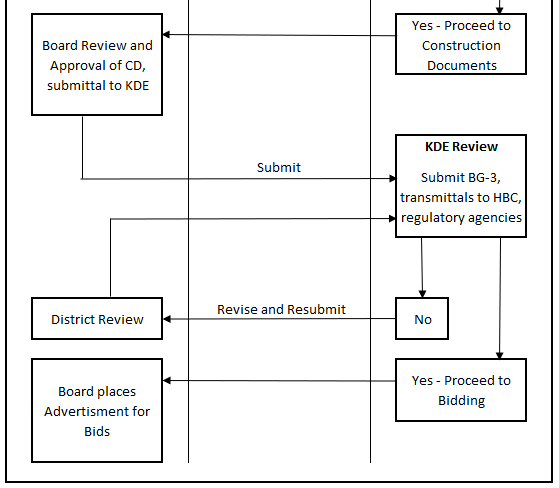 Board Review and
Approval of CD,
submittal to KDE
Yes - Proceed to
Construction
Documents
Submit
KDE Review
Submit BG-3,
transmittals to HBC,
regulatory agencies
District Review
Revise and Resubmit
No
Board places
Advertisment for
Bids
Yes - Proceed to
Bidding